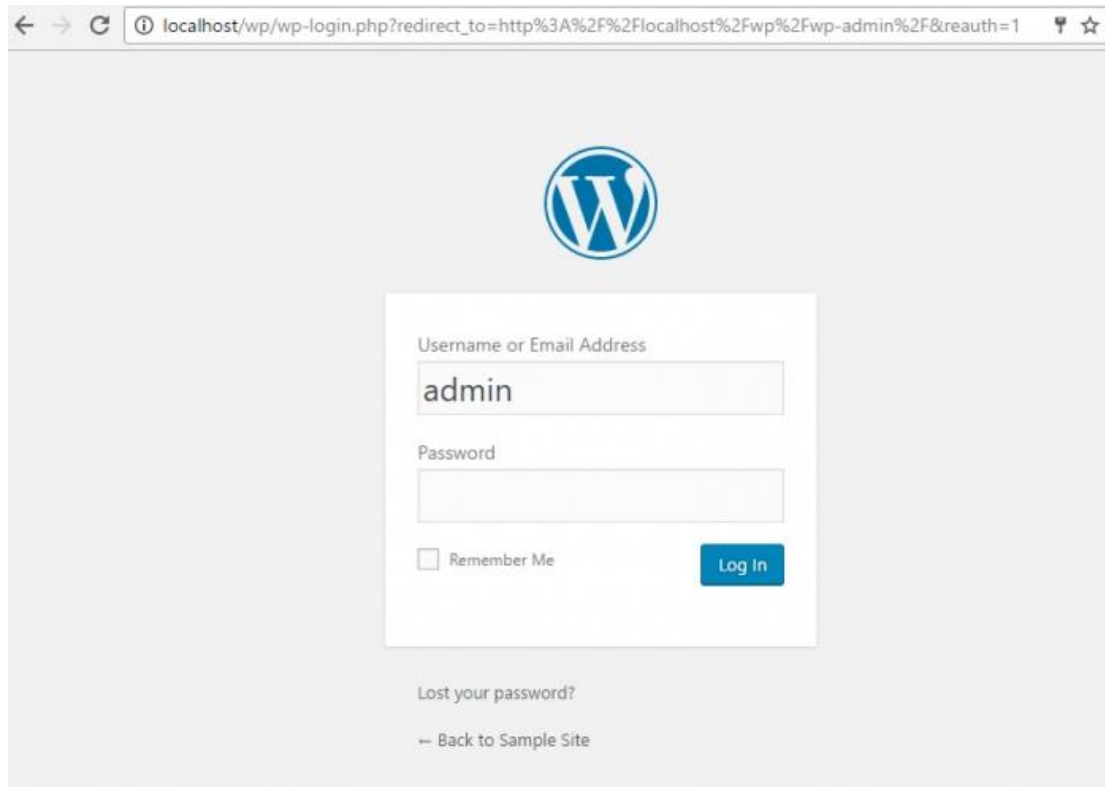 localhost/wp/wp-login.php?redirect_to=http%3A%2F%2Flocalhost%2Fwp%2Fwp-admin%2F&reauth=1
W
Username or Email Address
admin
Password
Remember Me
Log In
Lost your password?
← Back to Sample Site